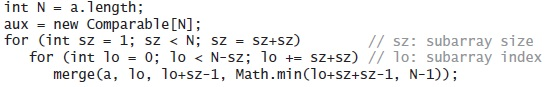 int N = a.length;
aux = new Comparable[N];
for (int sz = 1; sz < N; sz = sz+sz) // sz: subarray size
for (int lo = 0; lo < N-sz; lo += sz+sz) // lo: subarray index
merge(a, lo, lo+sz-1, Math.min(lo+sz+sz-1, N-1));